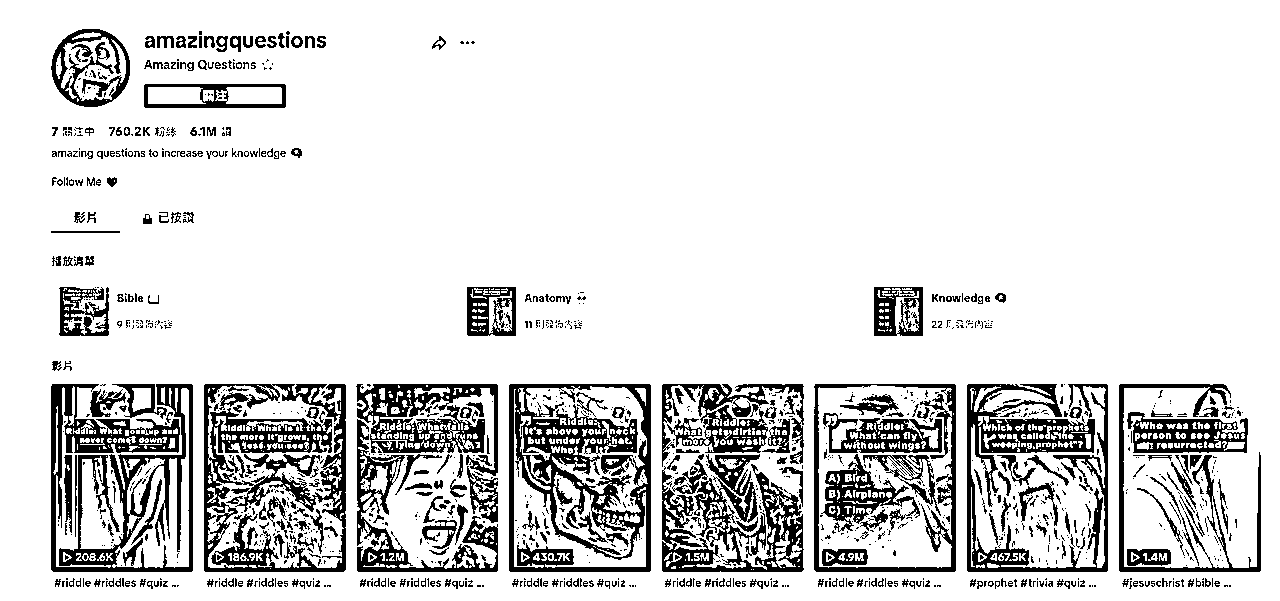 amazingquestions
Amazing Questions
關注
7 關注中 760.2K 粉絲 6.1M 讚
amazing questions to increase your knowledge
Follow Me
影片 已按讚
播放清單
Bible
9 則發佈內容
Anatomy
11 則發佈內容
Knowledge
22 則發佈內容
影片
Riddle: What goes up and
never comes down?
208.6K
#riddle #riddles #quiz ...
Riddle: What is it that
the more it grows, the
less you see?
186.9K
#riddle #riddles #quiz ...
Riddle: What falls
standing up and runs
lying down?
1.2M
#riddle #riddles #quiz ...
Riddle:
It's above your neck
but under your hat.
What is it?
430.7K
#riddle #riddles #quiz ...
Riddle:
What gets dirtier the
more you wash it?
1.5M
#riddle #riddles #quiz ...
Riddle:
What can fly
without wings?
A) Bird
B) Airplane
C) Time
4.9M
#riddle #riddles #quiz ...
Which of the prophets
was called "the
weeping prophet"?
467.5K
#prophet #trivia #quiz ...
Who was the first
person to see Jesus
resurrected?
1.4M
#jesuschrist #bible ...